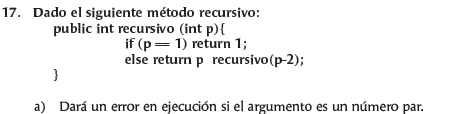 17. Dado el siguiente método recursivo:
public int recursivo (int p){
if (p == 1) return 1;
else return p recursivo(p-2);
}
a) Dará un error en ejecución si el argumento es un número par.